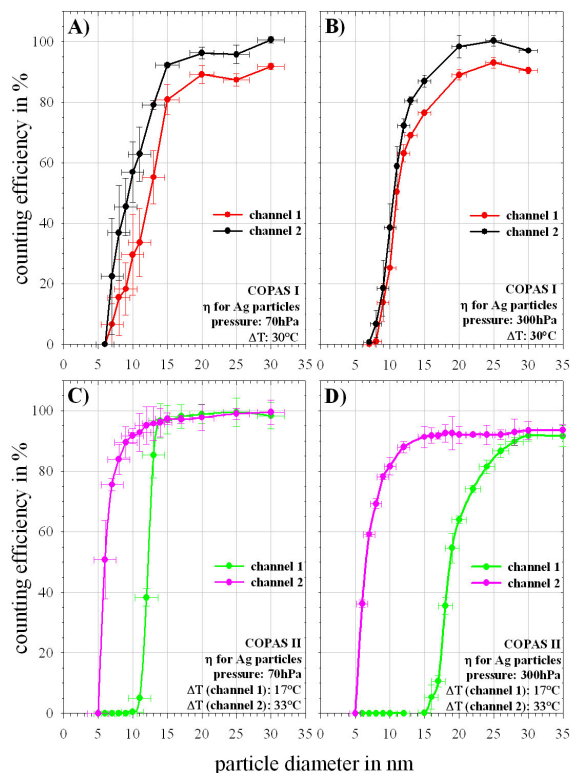 A)
B)
100
80
60
40
20
0
counting efficiency in %
channel 1
channel 2
COPAS I
η for Ag particles
pressure: 70hPa
ΔT: 30°C
channel 1
channel 2
COPAS I
η for Ag particles
pressure: 300hPa
ΔT: 30°C
0 5 10 15 20 25 30 35
0 5 10 15 20 25 30 35
C)
D)
100
80
60
40
20
0
counting efficiency in %
channel 1
channel 2
COPAS II
η for Ag particles
pressure: 70hPa
ΔT (channel 1): 17°C
ΔT (channel 2): 33°C
channel 1
channel 2
COPAS II
η for Ag particles
pressure: 300hPa
ΔT (channel 1): 17°C
ΔT (channel 2): 33°C
0 5 10 15 20 25 30
0 5 10 15 20 25 30 35
particle diameter in nm